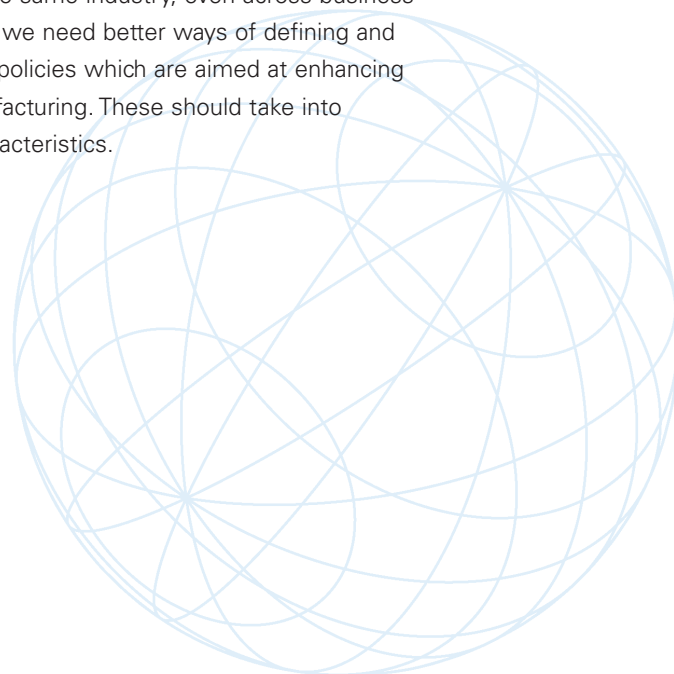 same industry, even across business
we need better ways of defining and
policies which are aimed at enhancing
facturing. These should take into
acteristics.